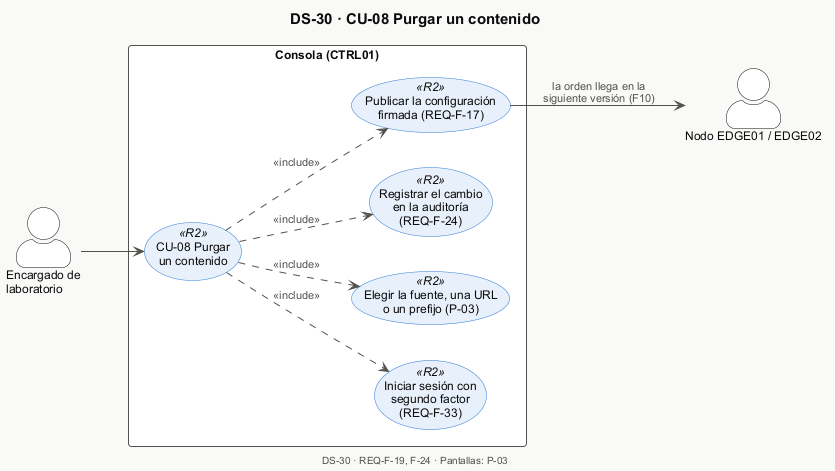 DS-30 · CU-08 Purgar un contenido
Consola (CTRL01)
«R2»
Publicar la configuración
firmada (REQ-F-17)
la orden llega en la
siguiente versión (F10)
Nodo EDGE01 / EDGE02
«include»
«R2»
Registrar el cambio
en la auditoría
(REQ-F-24)
«include»
«R2»
CU-08 Purgar
un contenido
Encargado de
laboratorio
«include»
«R2»
Elegir la fuente, una URL
o un prefijo (P-03)
«include»
«R2»
Iniciar sesión con
segundo factor
(REQ-F-33)
DS-30 · REQ-F-19, F-24 · Pantallas: P-03